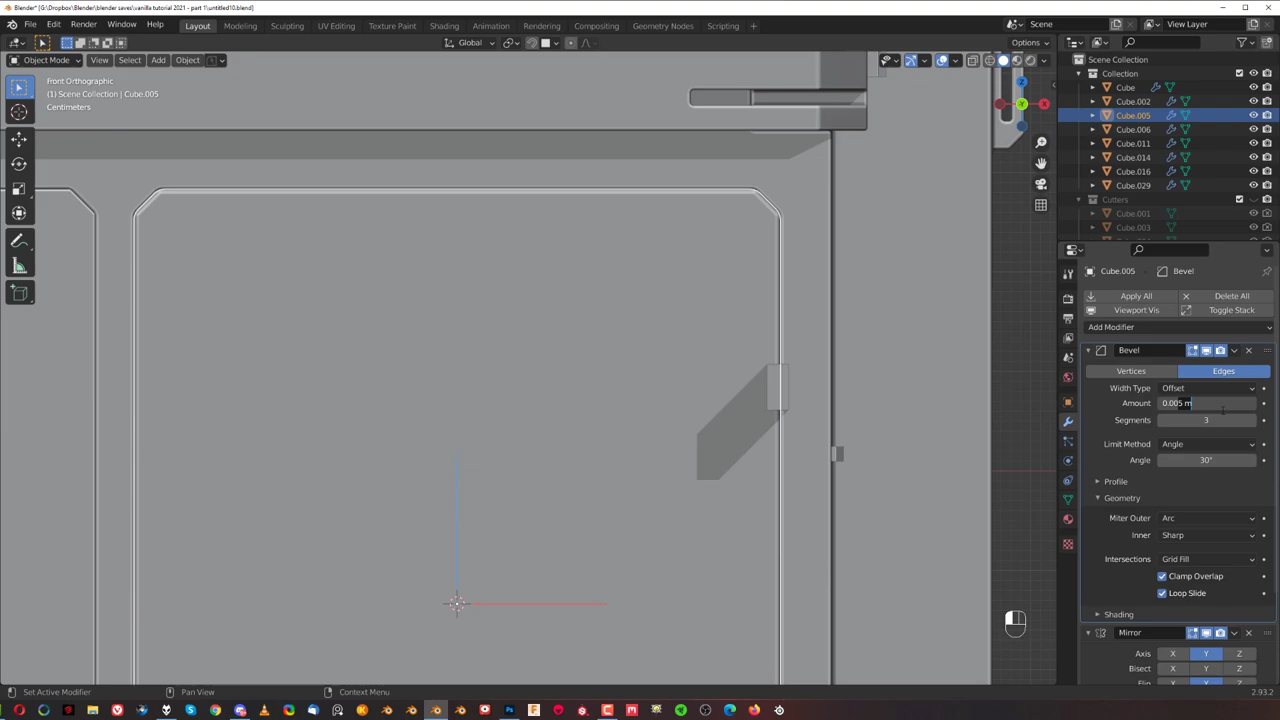 Blender* [G:\Dropbox\Blender\blender saves\vanilla tutorial 2021 - part 1\untitled10.blend]
File Edit Render Window Help
Layout Modeling Sculpting UV Editing Texture Paint Shading Animation Rendering Compositing Geometry Nodes Scripting +
Scene
View Layer
Global
Options
Object Mode View Select Add Object
Front Orthographic
(1) Scene Collection | Cube.005
Centimeters
Z
Y
X
Scene Collection
Collection
Cube
Cube.002
Cube.005
Cube.006
Cube.011
Cube.014
Cube.016
Cube.029
Cutters
Cube.001
Cube.003
Cube.005 Bevel
Apply All Delete All
Viewport Vis Toggle Stack
Add Modifier
Bevel
Vertices Edges
Width Type Offset
Amount 0.005 m
Segments 3
Limit Method Angle
Angle 30°
Profile
Geometry
Miter Outer Arc
Inner Sharp
Intersections Grid Fill
Clamp Overlap
Loop Slide
Shading
Mirror
Axis X Y Z
Bisect X Y Z
Flip X Y Z
Set Active Modifier Pan View Context Menu 2.93.2